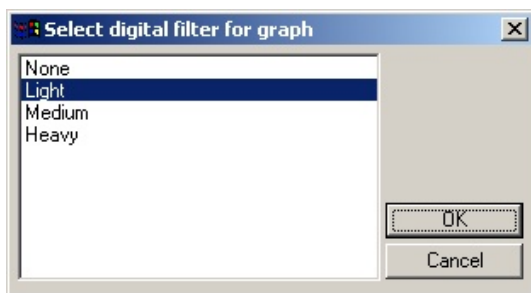 Select digital filter for graph
None
Light
Medium
Heavy
OK
Cancel